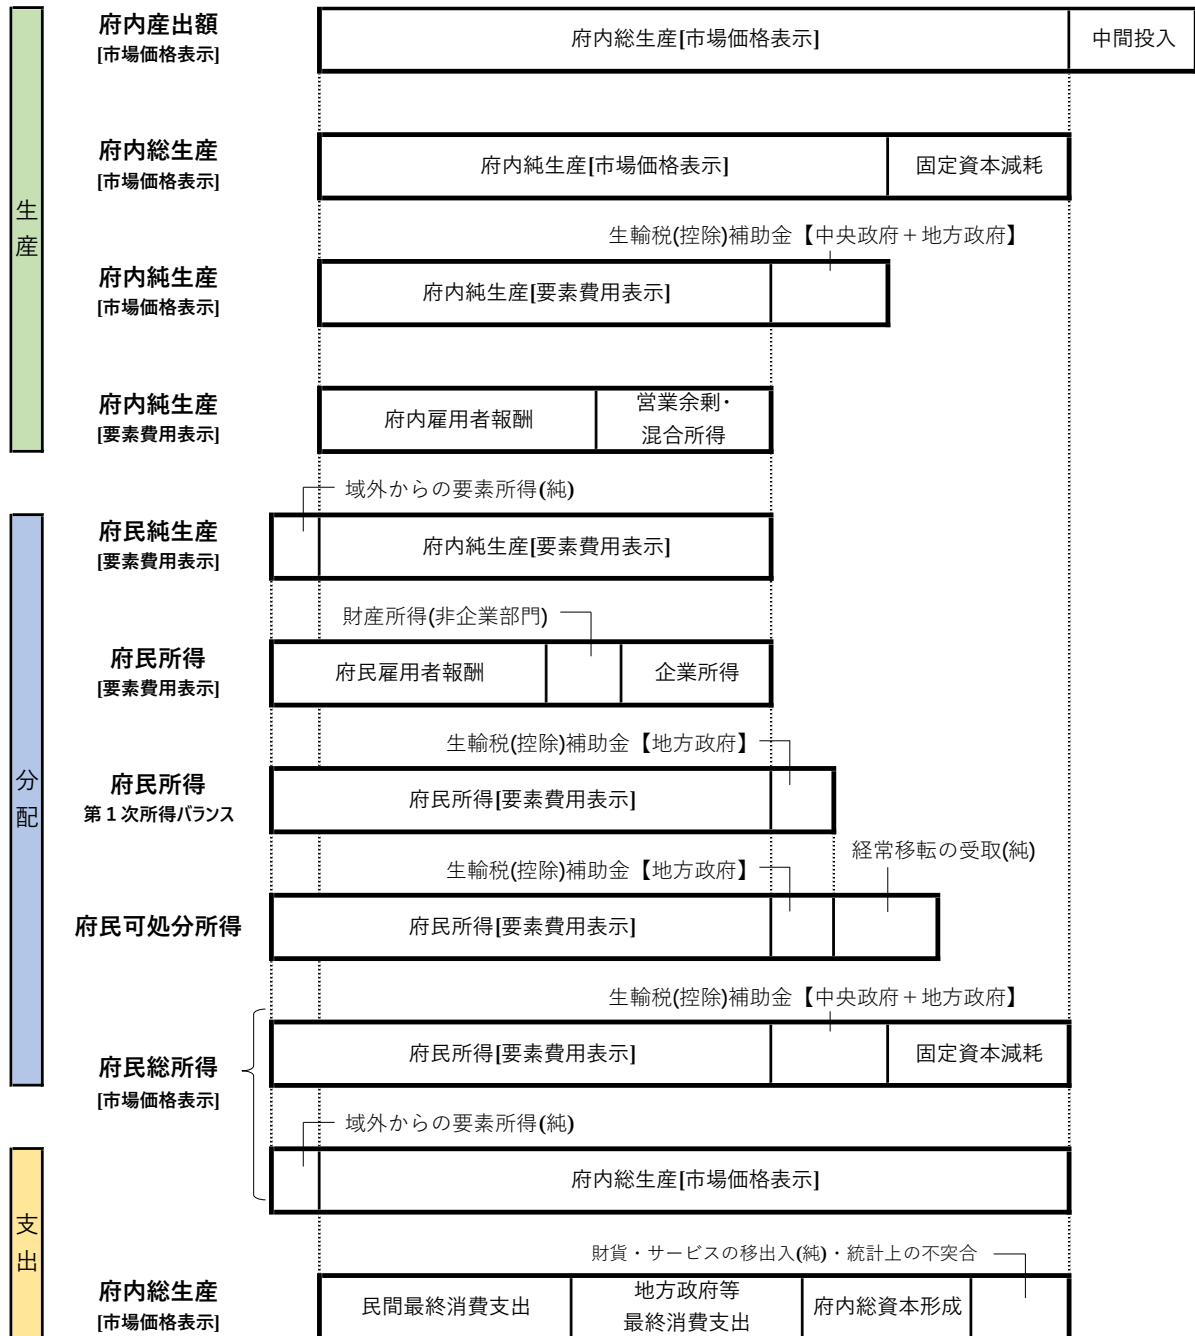 府内産出額
[市場価格表示]
府内総生産[市場価格表示]
中間投入
生産
府内総生産
[市場価格表示]
府内純生産[市場価格表示]
固定資本減耗
生輸税(控除)補助金【中央政府＋地方政府】
府内純生産
[市場価格表示]
府内純生産[要素費用表示]
府内純生産
[要素費用表示]
府内雇用者報酬
営業余剰・
混合所得
域外からの要素所得(純)
府民純生産
[要素費用表示]
府内純生産[要素費用表示]
財産所得(非企業部門)
府民所得
[要素費用表示]
府民雇用者報酬
企業所得
分配
生輸税(控除)補助金【地方政府】
府民所得
第１次所得バランス
府民所得[要素費用表示]
経常移転の受取(純)
生輸税(控除)補助金【地方政府】
府民可処分所得
府民所得[要素費用表示]
生輸税(控除)補助金【中央政府＋地方政府】
府民所得[要素費用表示]
固定資本減耗
府民総所得
[市場価格表示]
域外からの要素所得(純)
府内総生産[市場価格表示]
支出
財貨・サービスの移出入(純)・統計上の不突合
府内総生産
[市場価格表示]
民間最終消費支出
地方政府等
最終消費支出
府内総資本形成